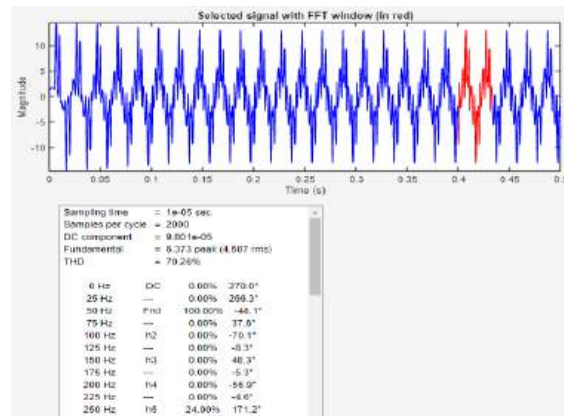 Selected signal with FFT window (in red)
10
5
0
-5
-10
Magnitude
0 0.05 0.1 0.15 0.2 0.25 0.3 0.35 0.4 0.45 0.5
Time (s)
Sampling time = 1e-05 sec
Samples per cycle = 2000
DC component = 9.801e-05
Fundamental = 6.373 peak (4.507 rms)
THD = 70.26%
0 Hz DC 0.00% 270.0°
25 Hz --- 0.00% 266.3°
50 Hz Fnd 100.00% -46.1°
75 Hz --- 0.00% 37.8°
100 Hz h2 0.00% -70.1°
125 Hz --- 0.00% -8.3°
150 Hz h3 0.00% 48.3°
175 Hz --- 0.00% -5.3°
200 Hz h4 0.00% -56.9°
225 Hz --- 0.00% -4.6°
250 Hz h5 24.00% 171.2°